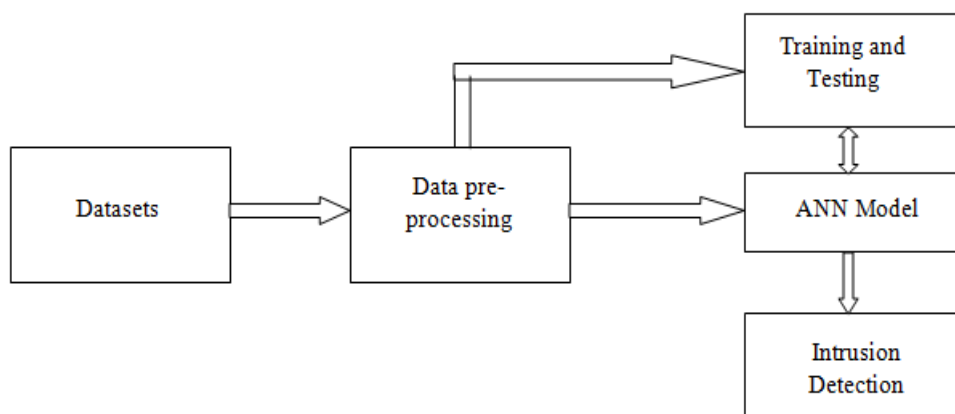 Training and
Testing
Datasets
Data pre-
processing
ANN Model
Intrusion
Detection